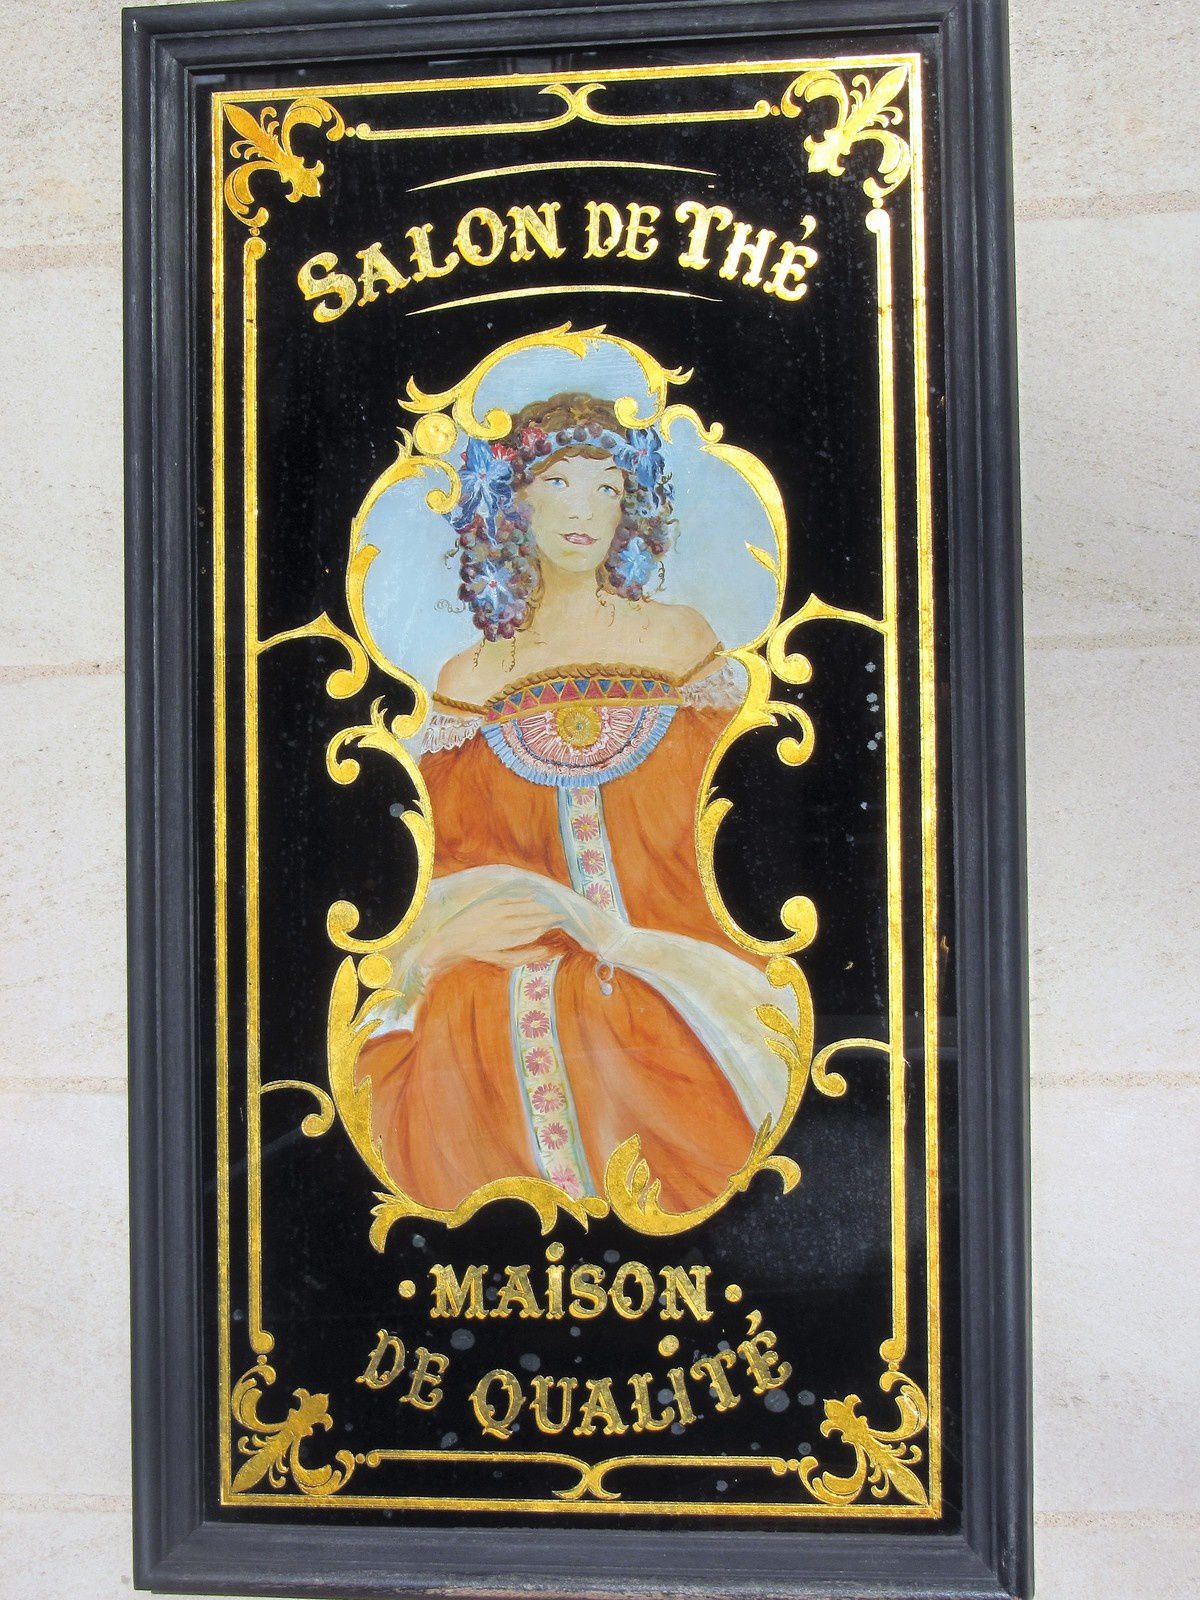 SALON DE THÉ
MAiSON
DE QUALiTÉ